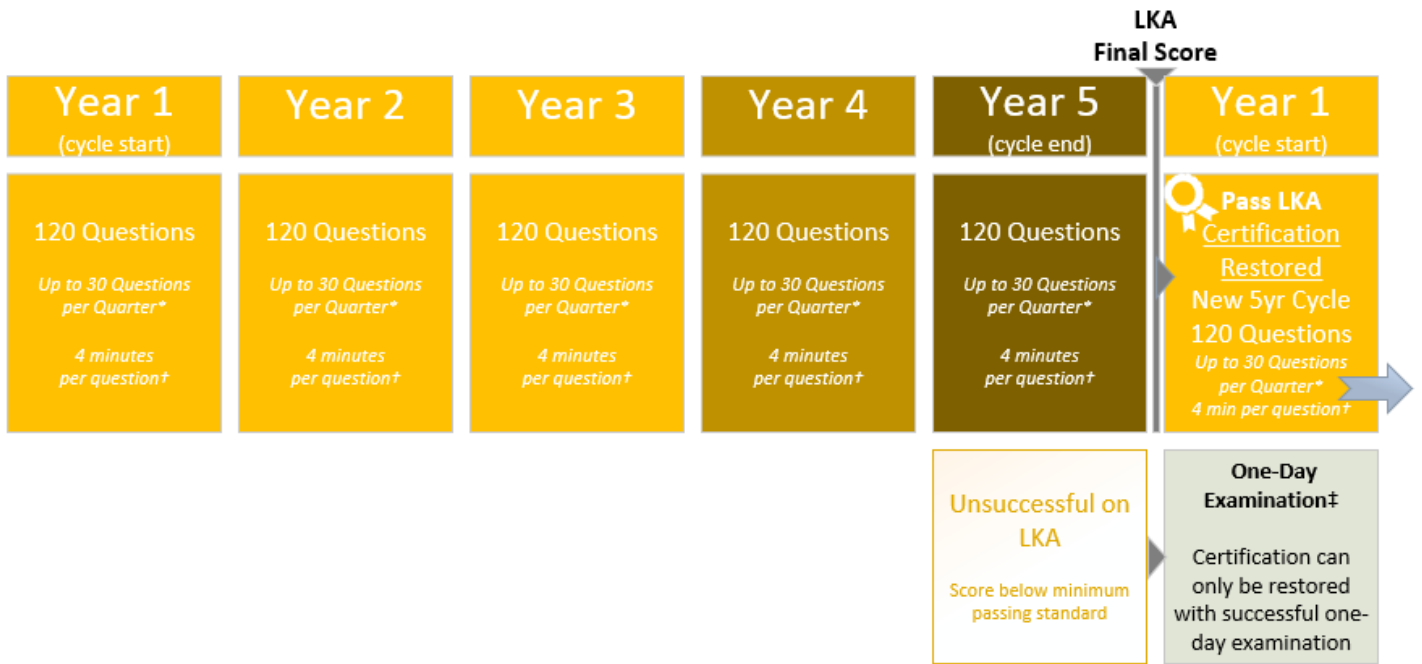 LKA
Final Score
Year 1
(cycle start)
Year 2
Year 3
Year 4
Year 5
(cycle end)
Year 1
(cycle start)
120 Questions
Up to 30 Questions
per Quarter*
4 minutes
per question†
120 Questions
Up to 30 Questions
per Quarter*
4 minutes
per question†
120 Questions
Up to 30 Questions
per Quarter*
4 minutes
per question†
120 Questions
Up to 30 Questions
per Quarter*
4 minutes
per question†
120 Questions
Up to 30 Questions
per Quarter*
4 minutes
per question†
Pass LKA
Certification
Restored
New 5yr Cycle
120 Questions
Up to 30 Questions
per Quarter*
4 min per question†
Unsuccessful on
LKA
Score below minimum
passing standard
One-Day
Examination‡
Certification can
only be restored
with successful one-
day examination